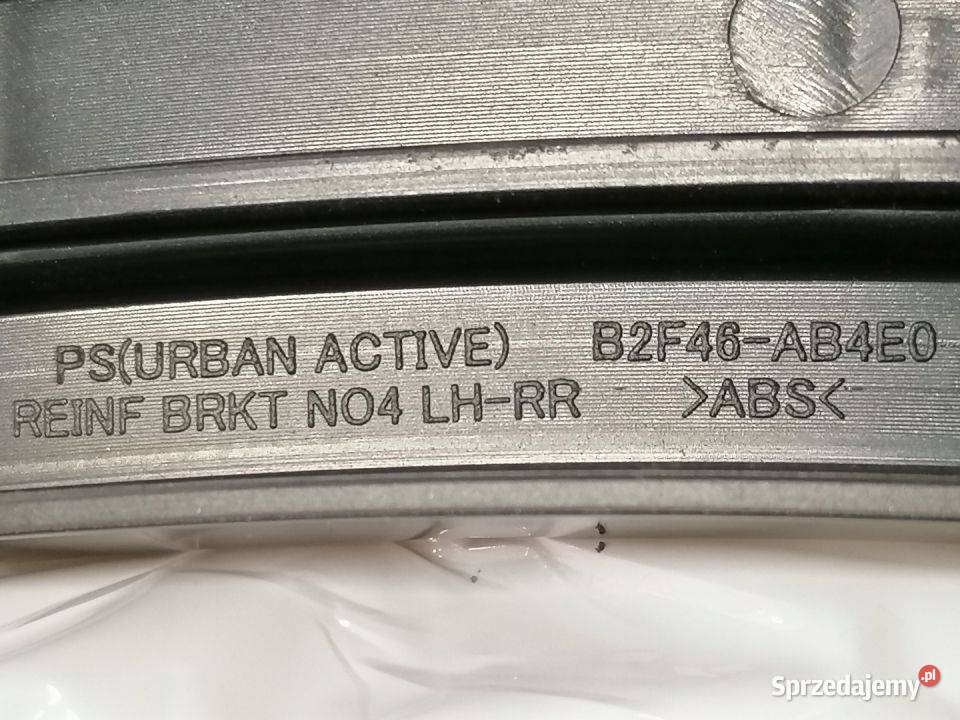 PS(URBAN ACTIVE) B2F46-AB4E0
REINF BRKT NO4 LH-RR >ABS<
Sprzedajemy.pl